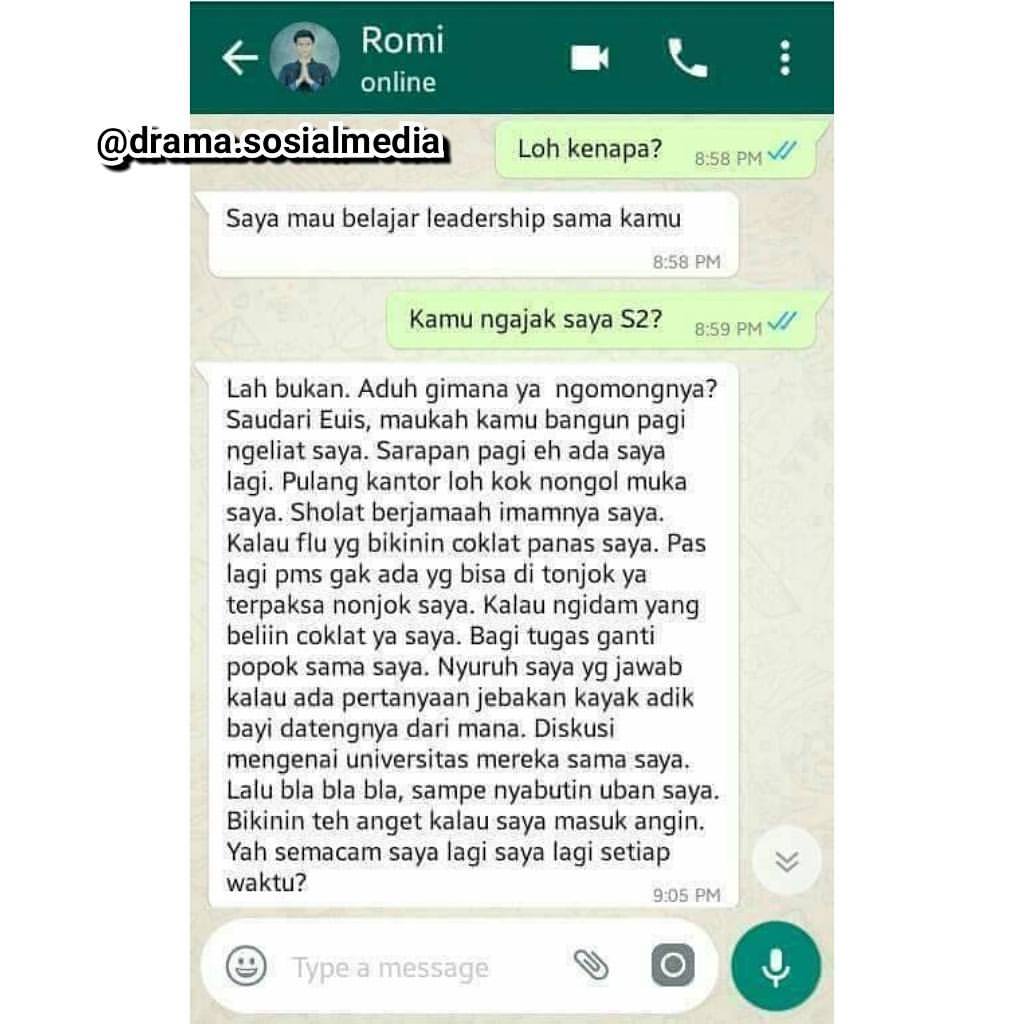 Romi
online
@drama.sosialmedia
Loh kenapa?
8:58 PM
Saya mau belajar leadership sama kamu
8:58 PM
Kamu ngajak saya S2?
8:59 PM
Lah bukan. Aduh gimana ya ngomongnya?
Saudari Euis, maukah kamu bangun pagi
ngeliat saya. Sarapan pagi eh ada saya
lagi. Pulang kantor loh kok nongol muka
saya. Sholat berjamaah imamnya saya.
Kalau flu yg bikinin coklat panas saya. Pas
lagi pms gak ada yg bisa di tonjok ya
terpaksa nonjok saya. Kalau ngidam yang
beliin coklat ya saya. Bagi tugas ganti
popok sama saya. Nyuruh saya yg jawab
kalau ada pertanyaan jebakan kayak adik
bayi datengnya dari mana. Diskusi
mengenai universitas mereka sama saya.
Lalu bla bla bla, sampe nyabutin uban saya.
Bikinin teh anget kalau saya masuk angin.
Yah semacam saya lagi saya lagi setiap
waktu?
9:05 PM
Type a message